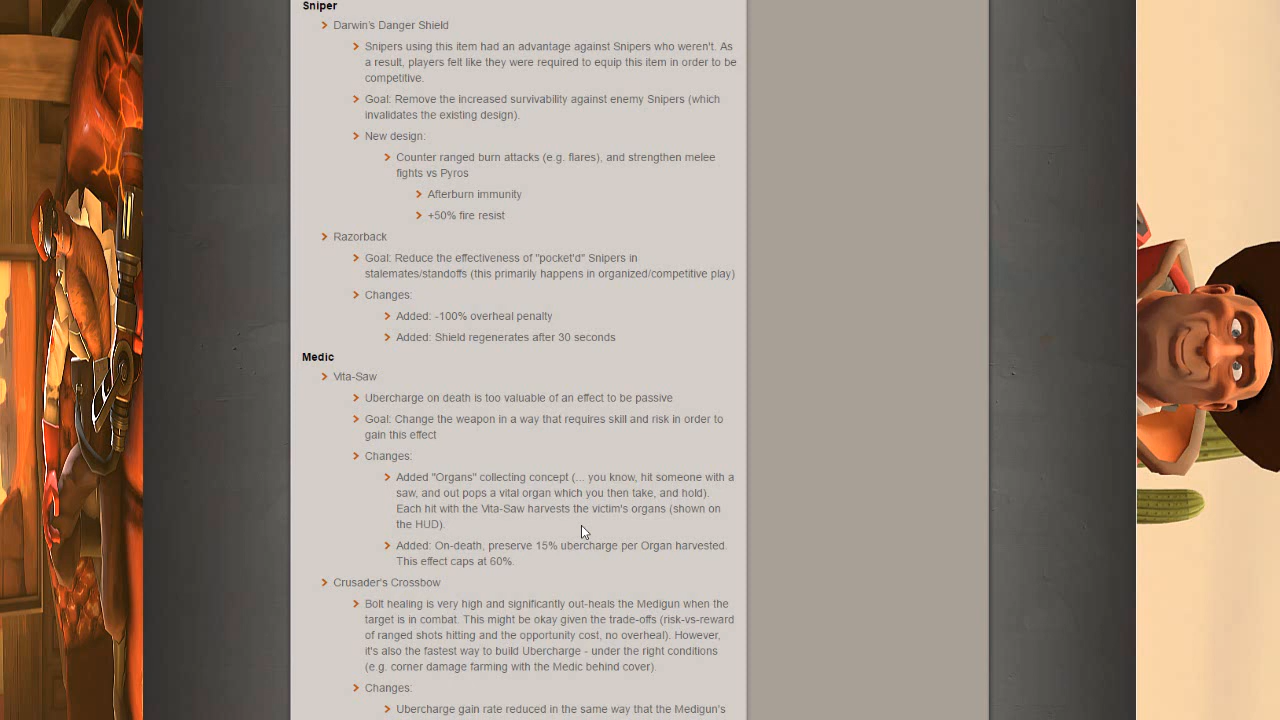 Sniper
Darwin's Danger Shield
Snipers using this item had an advantage against Snipers who weren't. As
a result, players felt like they were required to equip this item in order to be
competitive.
Goal: Remove the increased survivability against enemy Snipers (which
invalidates the existing design).
New design:
Counter ranged burn attacks (e.g. flares), and strengthen melee
fights vs Pyros
Afterburn immunity
+50% fire resist
Razorback
Goal: Reduce the effectiveness of "pocket'd" Snipers in
stalemates/standoffs (this primarily happens in organized/competitive play)
Changes:
Added: -100% overheal penalty
Added: Shield regenerates after 30 seconds
Medic
Vita-Saw
Ubercharge on death is too valuable of an effect to be passive
Goal: Change the weapon in a way that requires skill and risk in order to
gain this effect
Changes:
Added "Organs" collecting concept (... you know, hit someone with a
saw, and out pops a vital organ which you then take, and hold).
Each hit with the Vita-Saw harvests the victim's organs (shown on
the HUD).
Added: On-death, preserve 15% ubercharge per Organ harvested.
This effect caps at 60%.
Crusader's Crossbow
Bolt healing is very high and significantly out-heals the Medigun when the
target is in combat. This might be okay given the trade-offs (risk-vs-reward
of ranged shots hitting and the opportunity cost, no overheal). However,
it's also the fastest way to build Ubercharge - under the right conditions
(e.g. corner damage farming with the Medic behind cover).
Changes:
Ubercharge gain rate reduced in the same way that the Medigun's